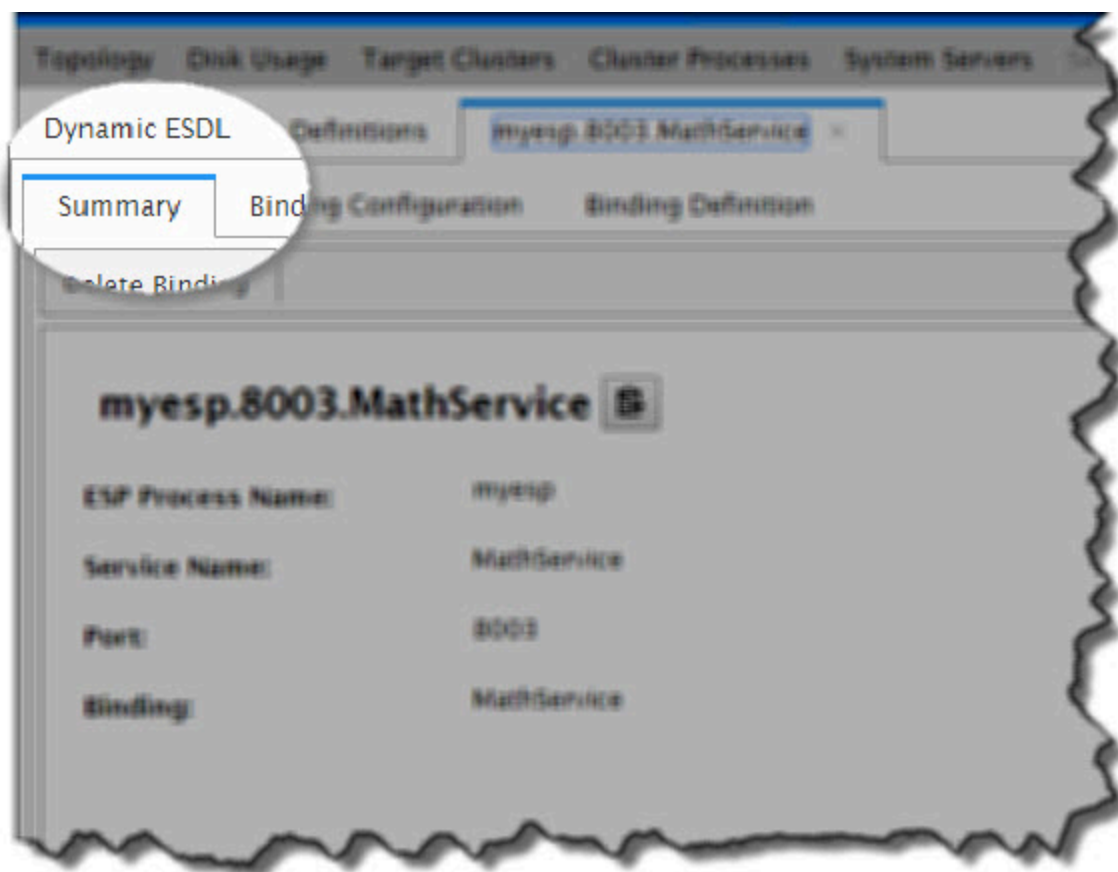 Topology Disk Usage Target Clusters Cluster Processes System Servers
Dynamic ESDL Definitions myesp.8003.MathService ×
Summary Binding Configuration Binding Definition
Delete Binding
myesp.8003.MathService
ESP Process Name: myesp
Service Name: MathService
Port: 8003
Binding: MathService